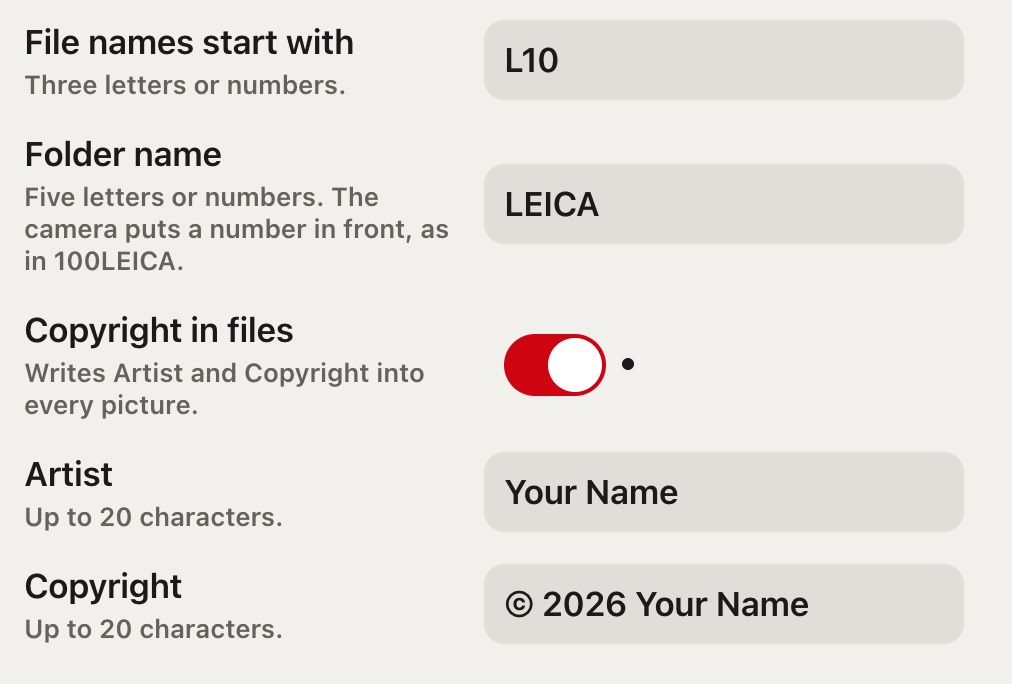 File names start with
Three letters or numbers.
L10
Folder name
Five letters or numbers. The
camera puts a number in front, as
in 100LEICA.
LEICA
Copyright in files
Writes Artist and Copyright into
every picture.
Artist
Up to 20 characters.
Your Name
Copyright
Up to 20 characters.
© 2026 Your Name